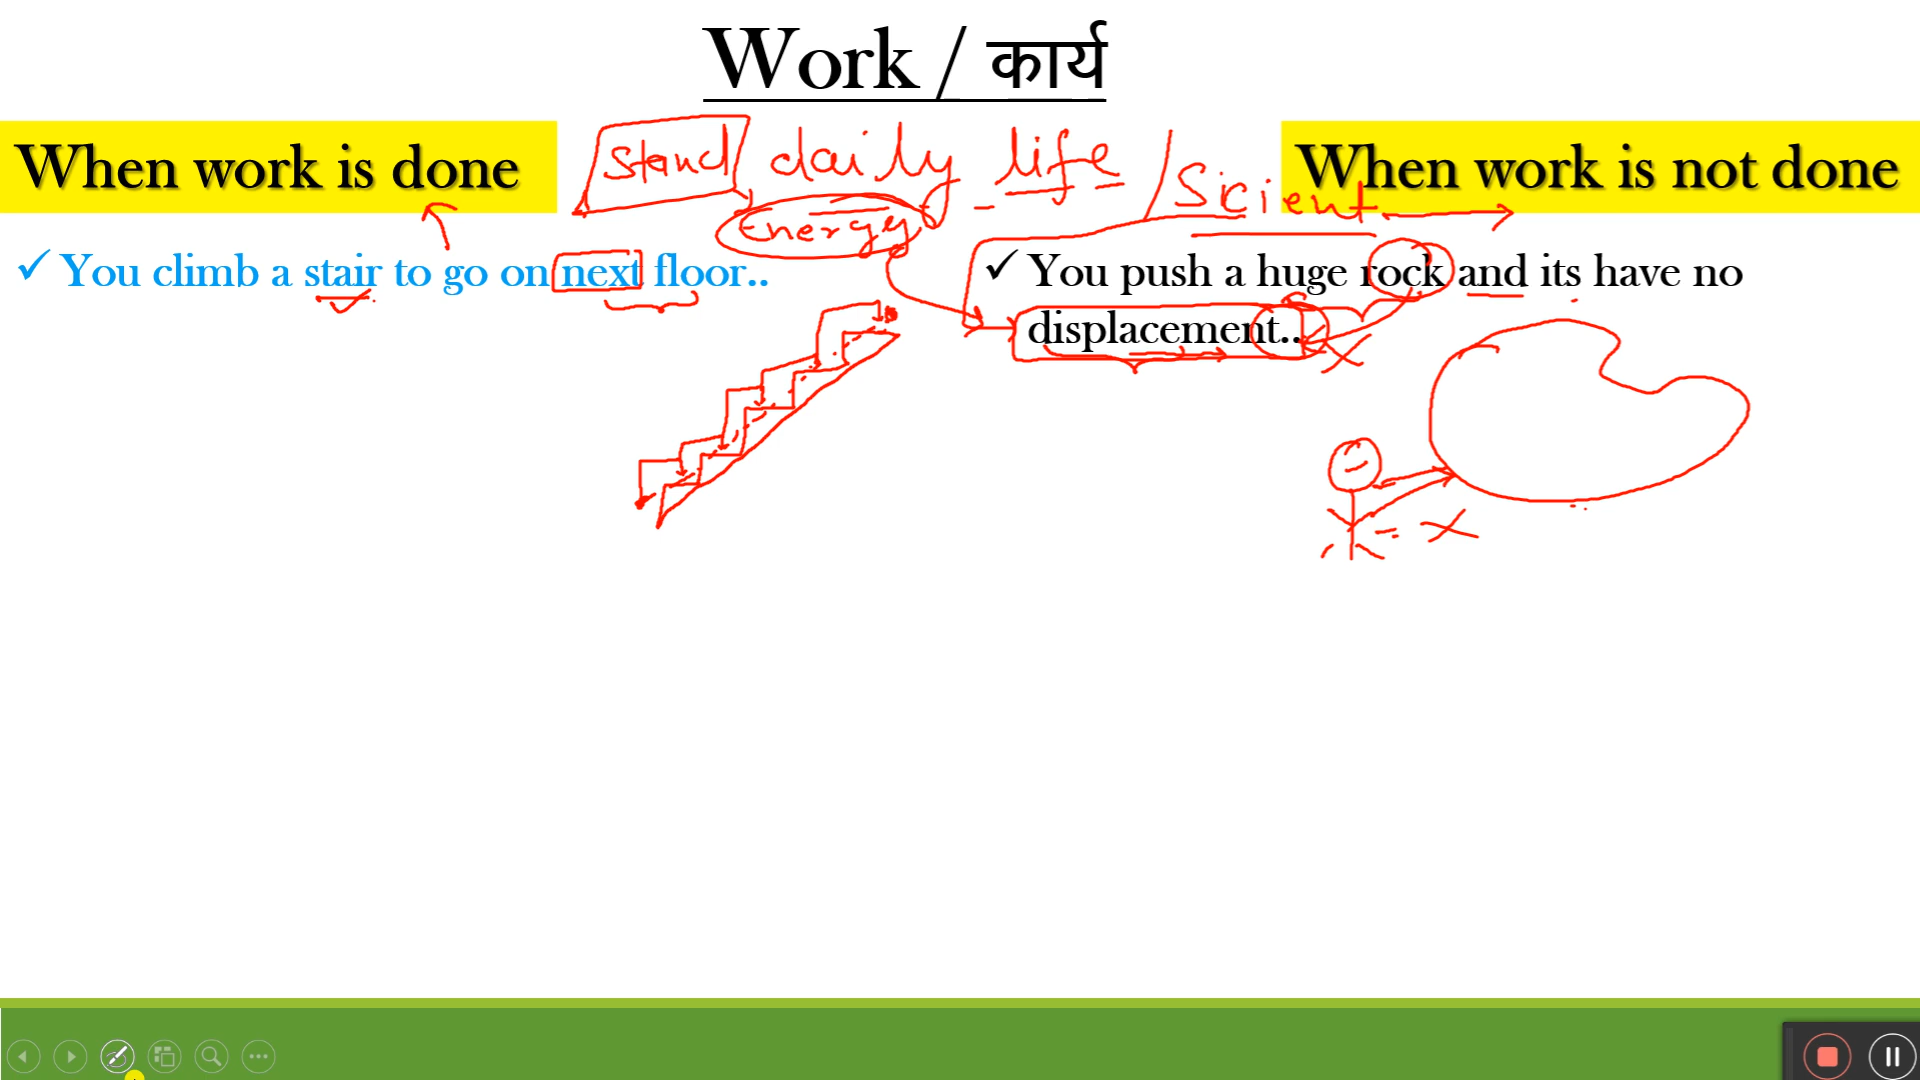 Work / कार्य
When work is done
stand daily life / Scient
When work is not done
Energy
✓ You climb a stair to go on next floor..
✓ You push a huge rock and its have no
displacement..